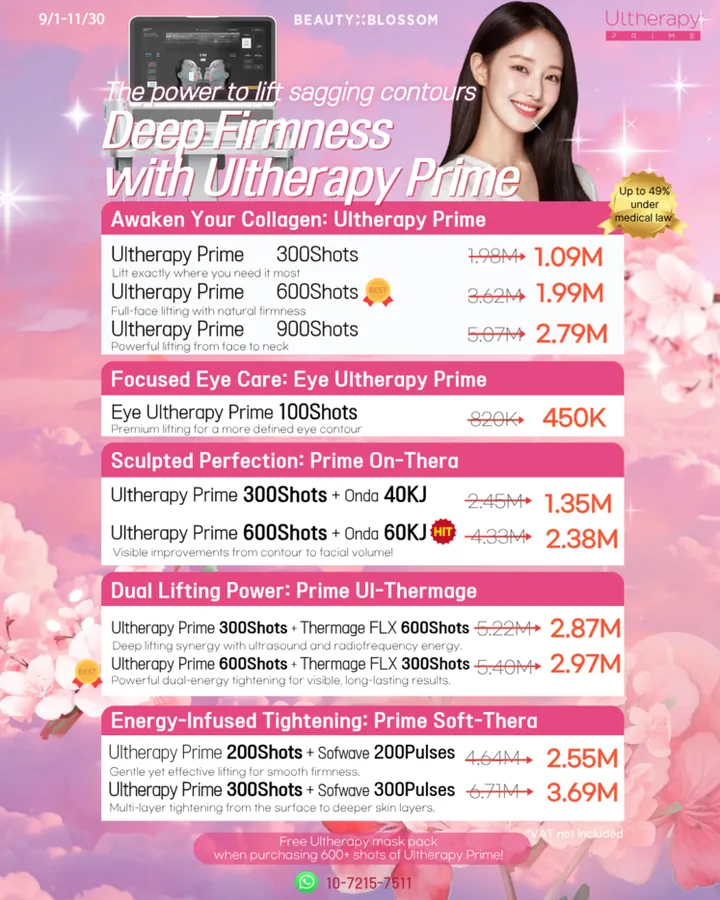 9/1-11/30
BEAUTY BLOSSOM
Ultherapy
PRIME
The power to lift sagging contours
Deep Firmness
with Ultherapy Prime
Up to 49%
under
medical law
Awaken Your Collagen: Ultherapy Prime
Ultherapy Prime 300Shots 1.98M 1.09M
Lift exactly where you need it most
Ultherapy Prime 600Shots BEST 3.62M 1.99M
Full-face lifting with natural firmness
Ultherapy Prime 900Shots 5.07M 2.79M
Powerful lifting from face to neck
Focused Eye Care: Eye Ultherapy Prime
Eye Ultherapy Prime 100Shots 820K 450K
Premium lifting for a more defined eye contour
Sculpted Perfection: Prime On-Thera
Ultherapy Prime 300Shots + Onda 40KJ 2.45M 1.35M
Ultherapy Prime 600Shots + Onda 60KJ HIT 4.33M 2.38M
Visible improvements from contour to facial volume!
Dual Lifting Power: Prime Ul-Thermage
Ultherapy Prime 300Shots + Thermage FLX 600Shots 5.22M 2.87M
Deep lifting synergy with ultrasound and radiofrequency energy.
BEST Ultherapy Prime 600Shots + Thermage FLX 300Shots 5.40M 2.97M
Powerful dual-energy tightening for visible, long-lasting results.
Energy-Infused Tightening: Prime Soft-Thera
Ultherapy Prime 200Shots + Sofwave 200Pulses 4.64M 2.55M
Gentle yet effective lifting for smooth firmness.
Ultherapy Prime 300Shots + Sofwave 300Pulses 6.71M 3.69M
Multi-layer tightening from the surface to deeper skin layers.
*VAT not included
Free Ultherapy mask pack
when purchasing 600+ shots of Ultherapy Prime!
10-7215-7511